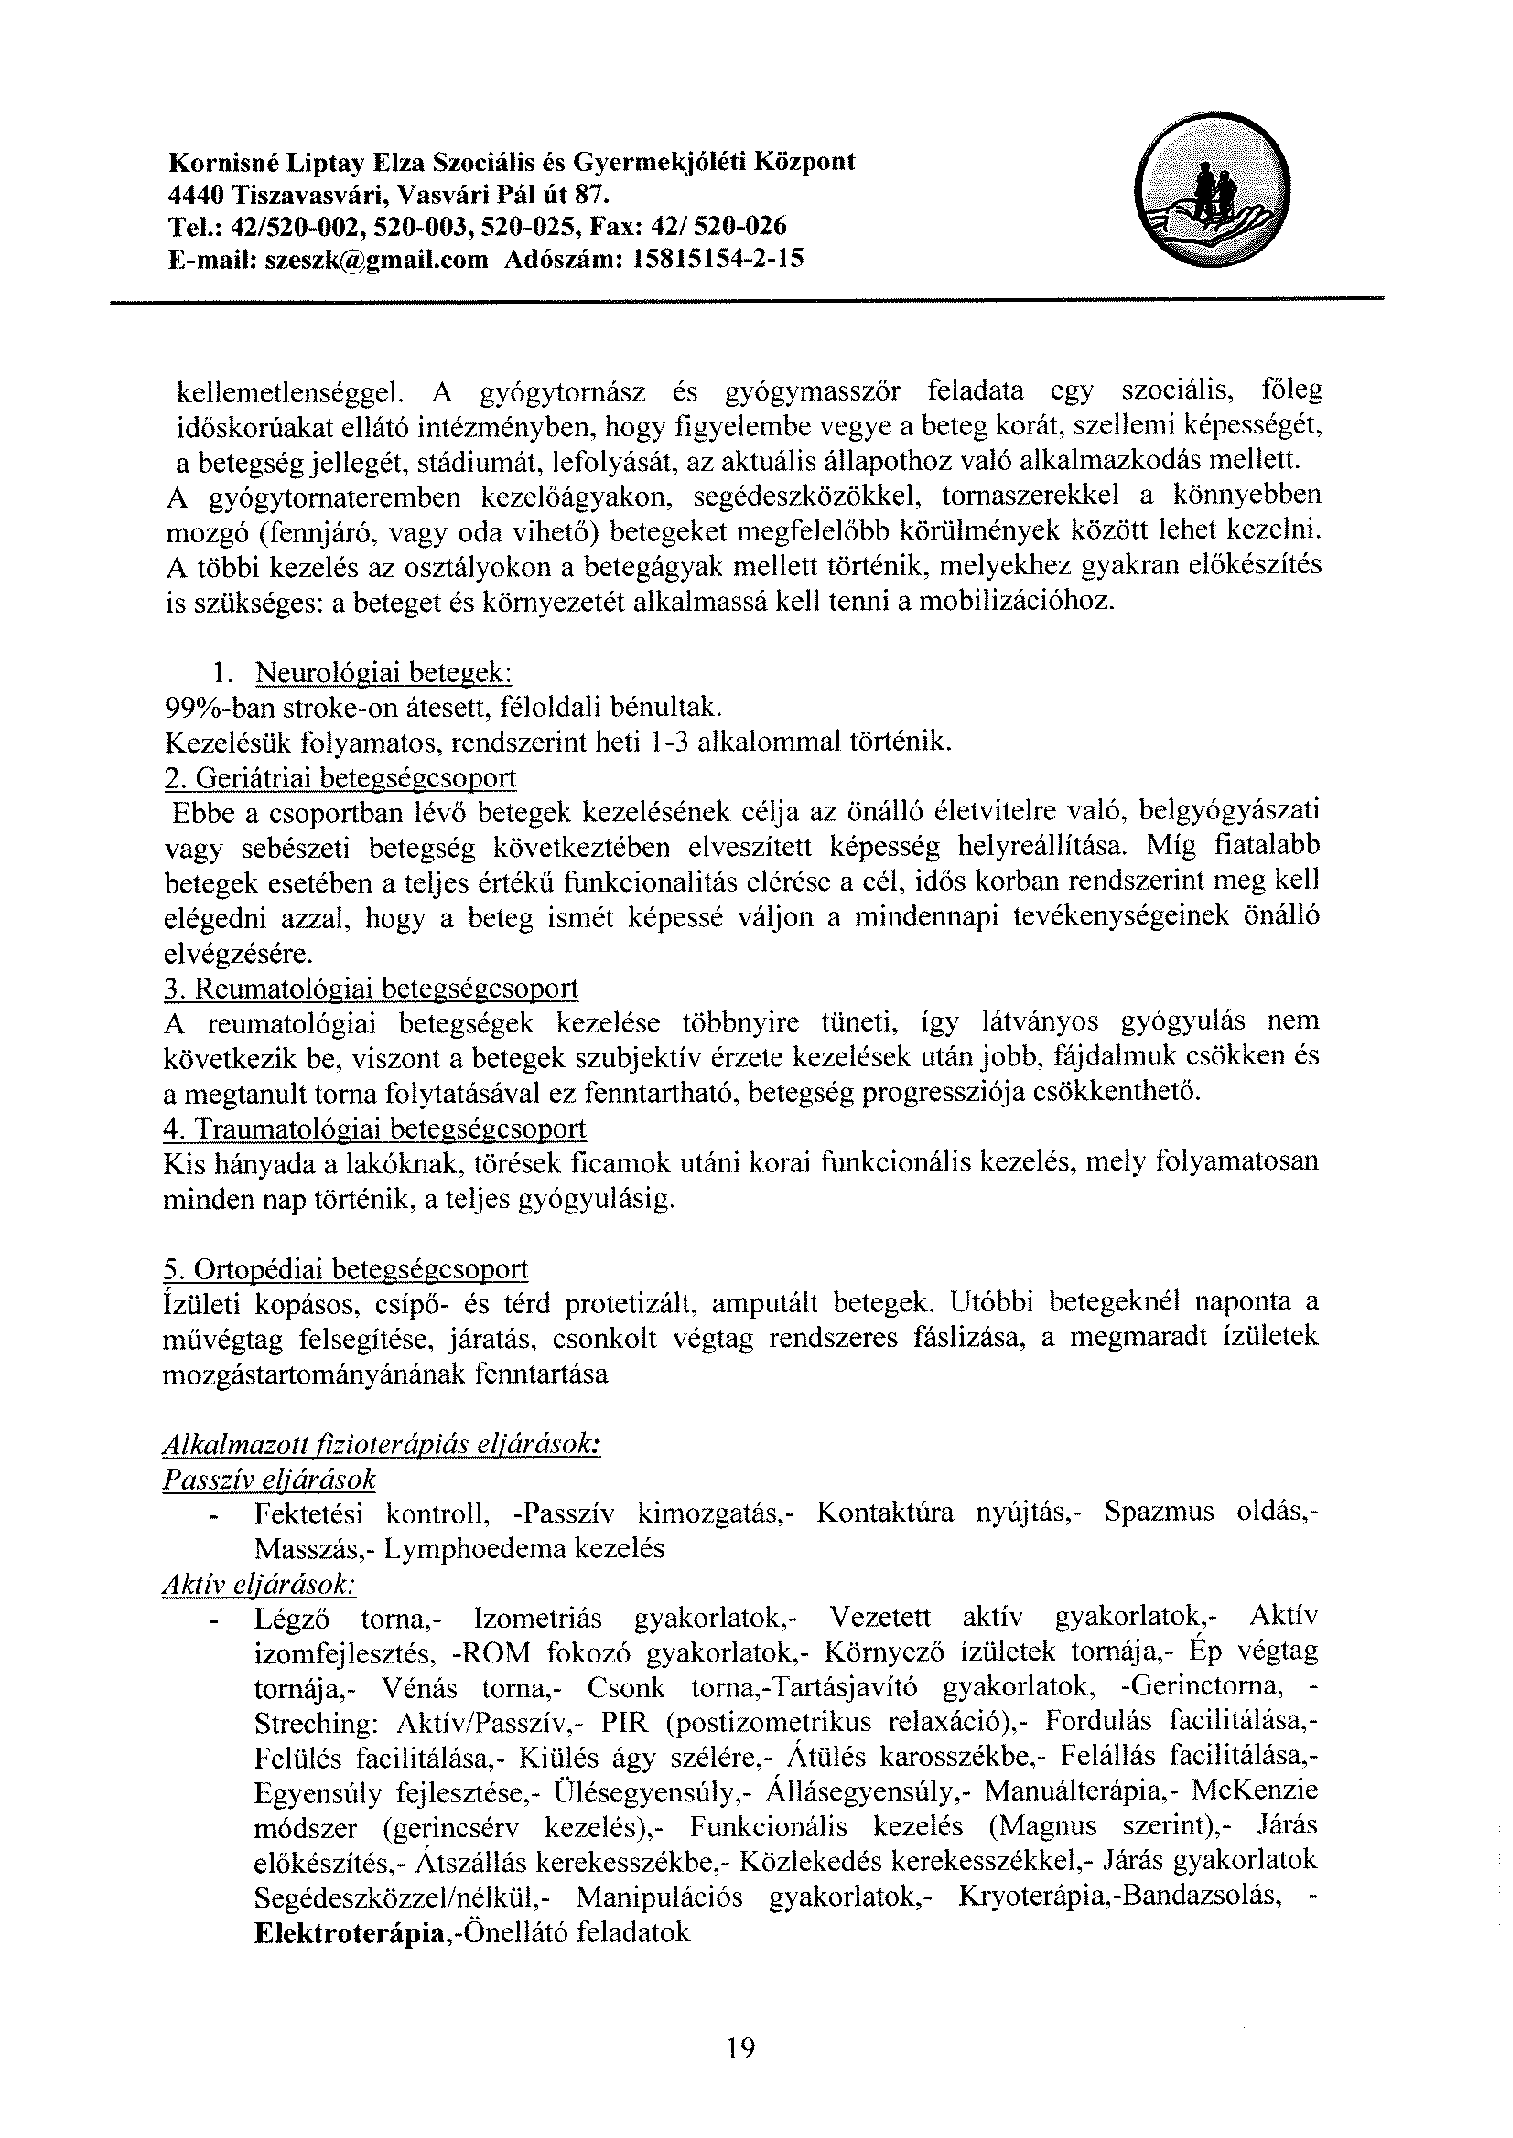 Kornisné Liptay Elza Szociális és Gyermekjóléti Központ
4440 Tiszavasvári, Vasvári Pál út 87.
Tel.: 42/520-002, 520-003, 520-025, Fax: 42/ 520-026
E-mail: szeszk@gmail.com Adószám: 15815154-2-15
kellemetlenséggel. A gyógytornász és gyógymasszőr feladata egy szociális, főleg
időskorúakat ellátó intézményben, hogy figyelembe vegye a beteg korát, szellemi képességét,
a betegség jellegét, stádiumát, lefolyását, az aktuális állapothoz való alkalmazkodás mellett.
A gyógytornateremben kezelőágyakon, segédeszközökkel, tornaszerekkel a könnyebben
mozgó (fennjáró, vagy oda vihető) betegeket megfelelőbb körülmények között lehet kezelni.
A többi kezelés az osztályokon a betegágyak mellett történik, melyekhez gyakran előkészítés
is szükséges: a beteget és környezetét alkalmassá kell tenni a mobilizációhoz.
1. Neurológiai betegek:
99%-ban stroke-on átesett, féloldali bénultak.
Kezelésük folyamatos, rendszerint heti 1-3 alkalommal történik.
2. Geriátriai betegségcsoport
Ebbe a csoportban lévő betegek kezelésének célja az önálló életvitelre való, belgyógyászati
vagy sebészeti betegség következtében elveszített képesség helyreállítása. Míg fiatalabb
betegek esetében a teljes értékű funkcionalitás elérése a cél, idős korban rendszerint meg kell
elégedni azzal, hogy a beteg ismét képessé váljon a mindennapi tevékenységeinek önálló
elvégzésére.
3. Reumatológiai betegségcsoport
A reumatológiai betegségek kezelése többnyire tüneti, így látványos gyógyulás nem
következik be, viszont a betegek szubjektív érzete kezelések után jobb, fájdalmuk csökken és
a megtanult torna folytatásával ez fenntartható, betegség progressziója csökkenthető.
4. Traumatológiai betegségcsoport
Kis hányada a lakóknak, törések ficamok utáni korai funkcionális kezelés, mely folyamatosan
minden nap történik, a teljes gyógyulásig.
5. Ortopédiai betegségcsoport
Ízületi kopásos, csípő- és térd protetizált, amputált betegek. Utóbbi betegeknél naponta a
művégtag felsegítése, járatás, csonkolt végtag rendszeres fáslizása, a megmaradt ízületek
mozgástartományánának fenntartása
Alkalmazott fizioterápiás eljárások:
Passzív eljárások
- Fektetési kontroll, -Passzív kimozgatás,- Kontaktúra nyújtás,- Spazmus oldás,-
Masszás,- Lymphoedema kezelés
Aktív eljárások:
- Légző torna,- Izometriás gyakorlatok,- Vezetett aktív gyakorlatok,- Aktív
izomfejlesztés, -ROM fokozó gyakorlatok,- Környező ízületek tornája,- Ép végtag
tornája,- Vénás torna,- Csonk torna,-Tartásjavító gyakorlatok, -Gerinctorna, -
Streching: Aktív/Passzív,- PIR (postizometrikus relaxáció),- Fordulás facilitálása,-
Felülés facilitálása,- Kiülés ágy szélére,- Átülés karosszékbe,- Felállás facilitálása,-
Egyensúly fejlesztése,- Ülésegyensúly,- Állásegyensúly,- Manuálterápia,- McKenzie
módszer (gerincsérv kezelés),- Funkcionális kezelés (Magnus szerint),- Járás
előkészítés,- Átszállás kerekesszékbe,- Közlekedés kerekesszékkel,- Járás gyakorlatok
Segédeszközzel/nélkül,- Manipulációs gyakorlatok,- Kryoterápia,-Bandazsolás, -
Elektroterápia,-Önellátó feladatok
19